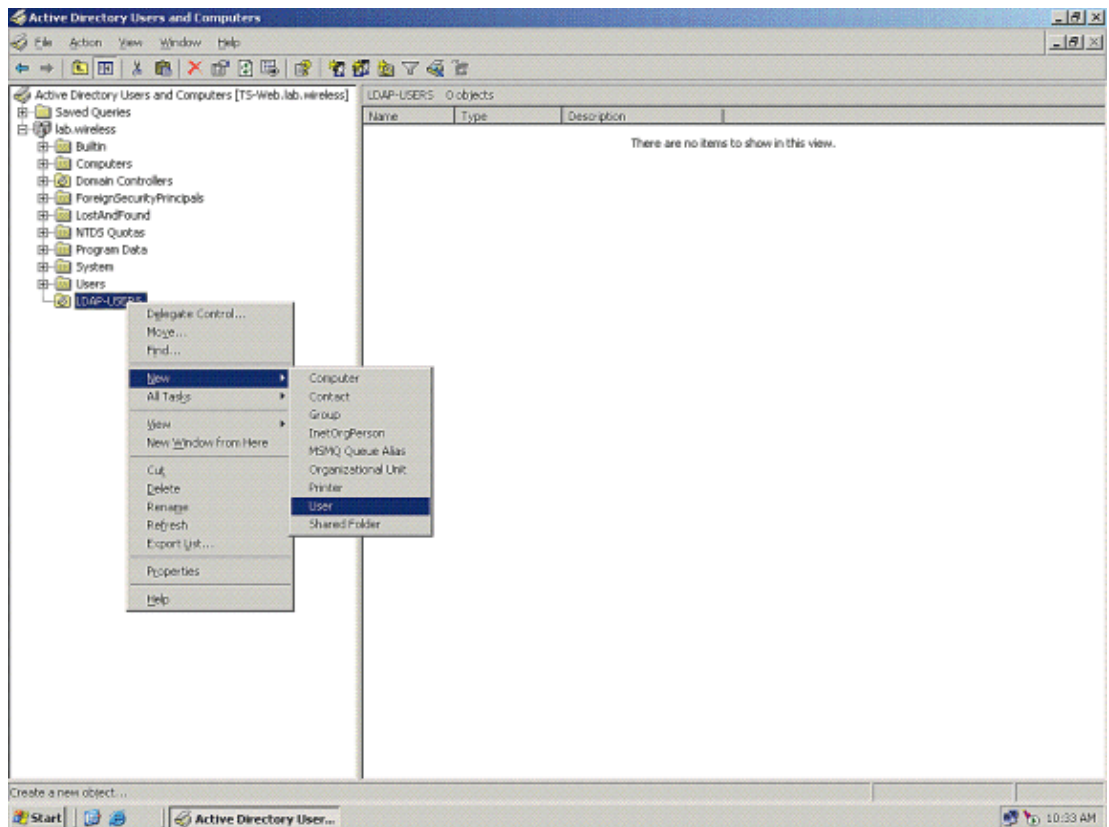 Active Directory Users and Computers
File Action View Window Help
Active Directory Users and Computers [TS-Web.lab.wireless]
Saved Queries
lab.wireless
Builtin
Computers
Domain Controllers
ForeignSecurityPrincipals
LostAndFound
NTDS Quotas
Program Data
System
Users
LDAP-USERS
LDAP-USERS 0 objects
Name Type Description
There are no items to show in this view.
Delegate Control...
Move...
Find...
New
All Tasks
View
New Window from Here
Cut
Delete
Rename
Refresh
Export List...
Properties
Help
Computer
Contact
Group
InetOrgPerson
MSMQ Queue Alias
Organizational Unit
Printer
User
Shared Folder
Create a new object...
Start Active Directory User... 10:33 AM